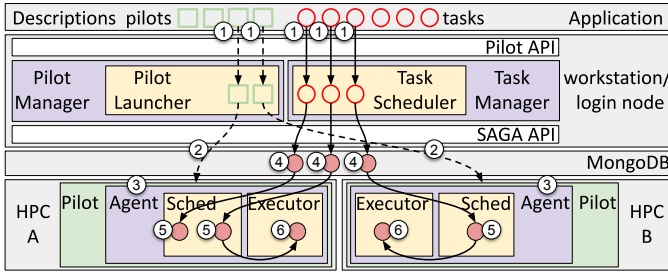 Descriptions pilots tasks Application
1 1 1 1 1
Pilot API
Pilot Manager
Pilot Launcher
Task Scheduler
Task Manager
workstation/ login node
SAGA API
2 2
4 4 4
MongoDB
3 3
HPC A
Pilot
Agent
Sched
Executor
5 5 6
Executor
Sched
Agent
Pilot
HPC B
6 5